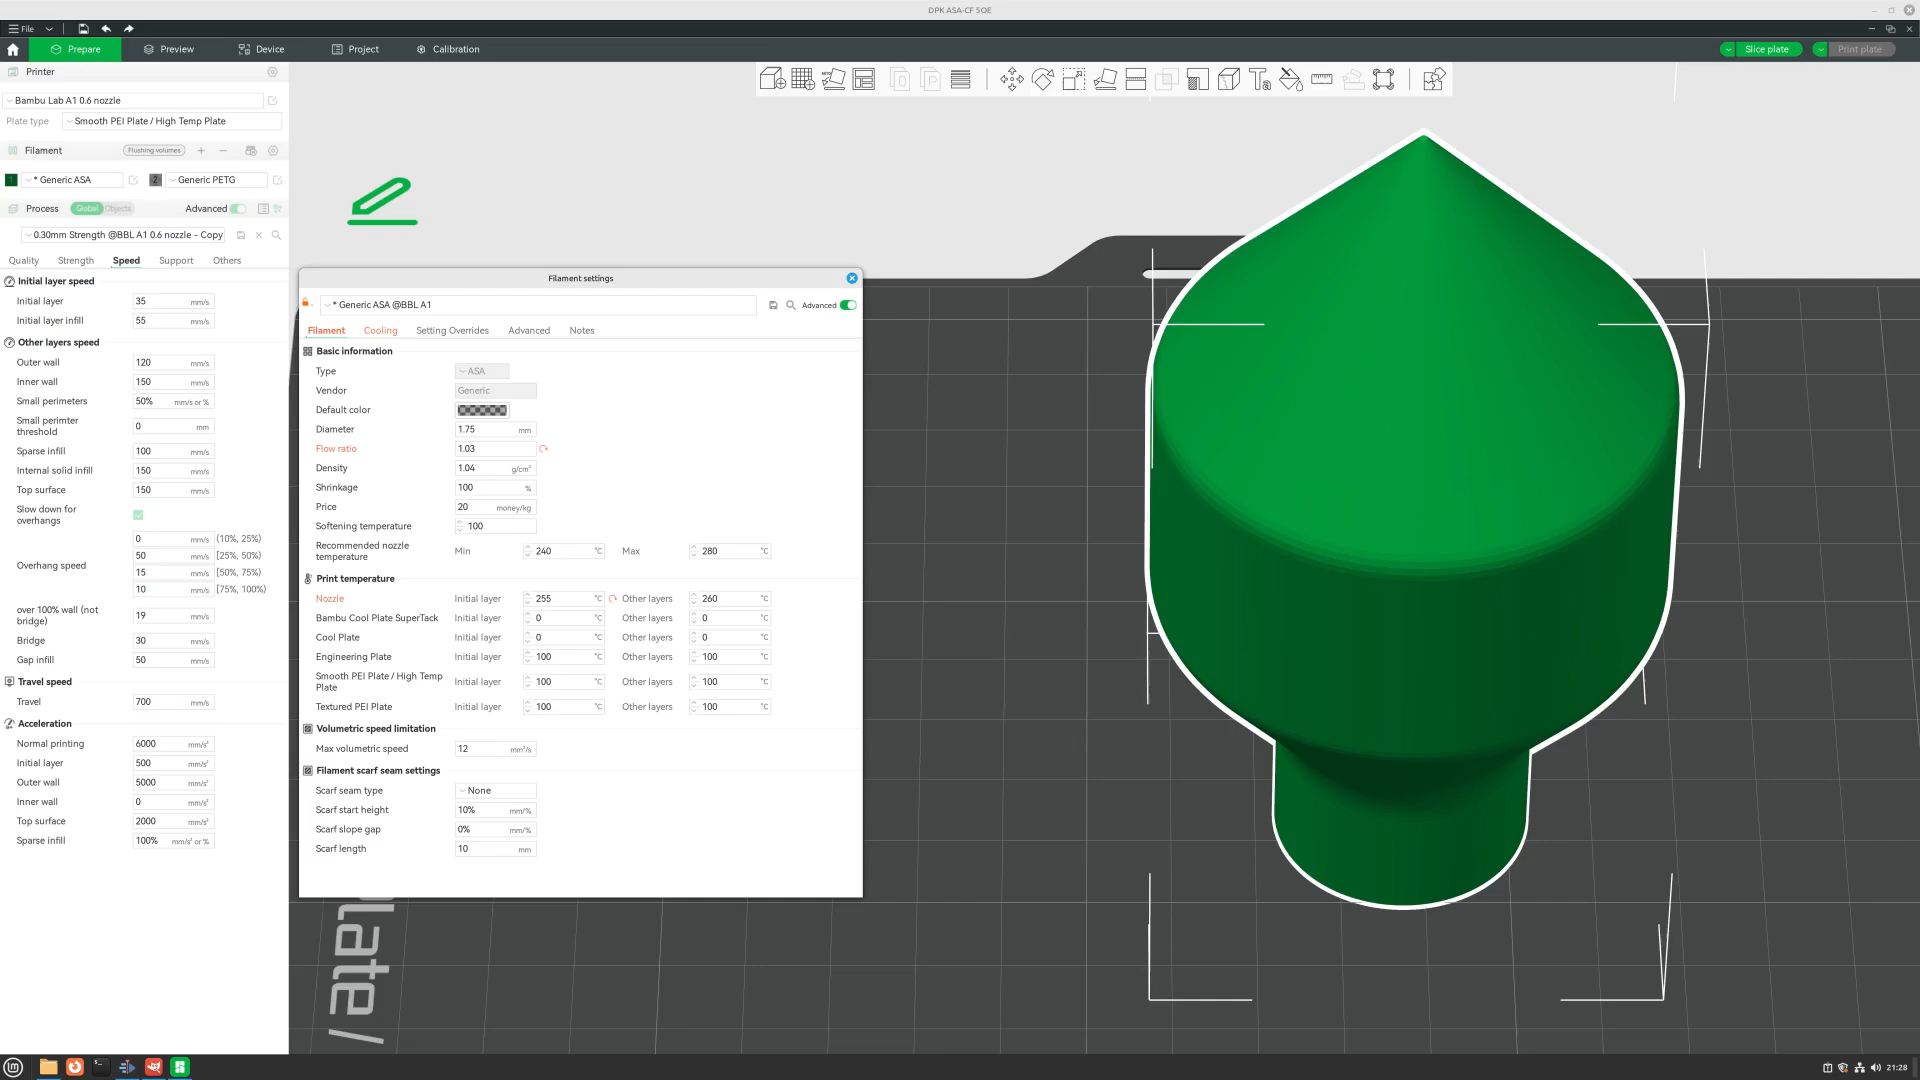 DPK ASA-CF SOE
File
Prepare
Preview
Device
Project
Calibration
Slice plate
Print plate
Printer
Bambu Lab A1 0.6 nozzle
Plate type Smooth PEI Plate / High Temp Plate
Filament Flushing volumes
* Generic ASA 2 Generic PETG
Process Global Objects Advanced
0.30mm Strength @BBL A1 0.6 nozzle - Copy
Quality Strength Speed Support Others
Initial layer speed
Initial layer 35 mm/s
Initial layer infill 55 mm/s
Other layers speed
Outer wall 120 mm/s
Inner wall 150 mm/s
Small perimeters 50% mm/s or %
Small perimter
threshold 0 mm
Sparse infill 100 mm/s
Internal solid infill 150 mm/s
Top surface 150 mm/s
Slow down for
overhangs
Overhang speed
0 mm/s (10%, 25%)
50 mm/s [25%, 50%)
15 mm/s [50%, 75%)
10 mm/s [75%, 100%)
over 100% wall (not
bridge) 19 mm/s
Bridge 30 mm/s
Gap infill 50 mm/s
Travel speed
Travel 700 mm/s
Acceleration
Normal printing 6000 mm/s²
Initial layer 500 mm/s²
Outer wall 5000 mm/s²
Inner wall 0 mm/s²
Top surface 2000 mm/s²
Sparse infill 100% mm/s² or %
Filament settings
* Generic ASA @BBL A1 Advanced
Filament Cooling Setting Overrides Advanced Notes
Basic information
Type ASA
Vendor Generic
Default color
Diameter 1.75 mm
Flow ratio 1.03
Density 1.04 g/cm³
Shrinkage 100 %
Price 20 money/kg
Softening temperature 100
Recommended nozzle
temperature Min 240 °C Max 280 °C
Print temperature
Nozzle Initial layer 255 °C Other layers 260 °C
Bambu Cool Plate SuperTack Initial layer 0 °C Other layers 0 °C
Cool Plate Initial layer 0 °C Other layers 0 °C
Engineering Plate Initial layer 100 °C Other layers 100 °C
Smooth PEI Plate / High Temp
Plate Initial layer 100 °C Other layers 100 °C
Textured PEI Plate Initial layer 100 °C Other layers 100 °C
Volumetric speed limitation
Max volumetric speed 12 mm³/s
Filament scarf seam settings
Scarf seam type None
Scarf start height 10% mm/%
Scarf slope gap 0% mm/%
Scarf length 10 mm
late /
21:28